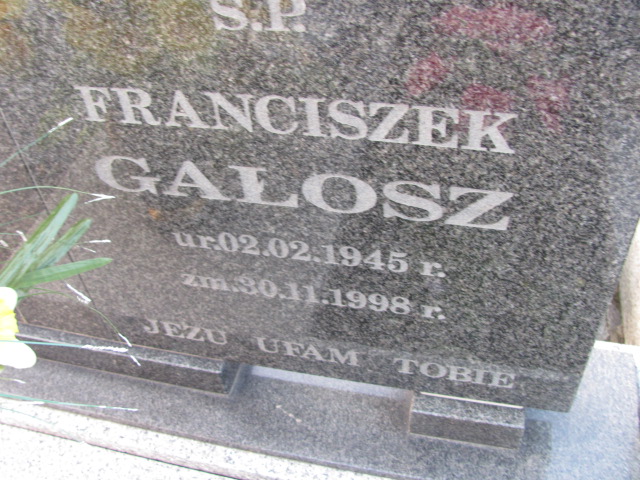 Ś.P.
FRANCISZEK
GAŁOSZ
ur.02.02.1945 r.
zm.30.11.1998 r.
JEZU UFAM TOBIE